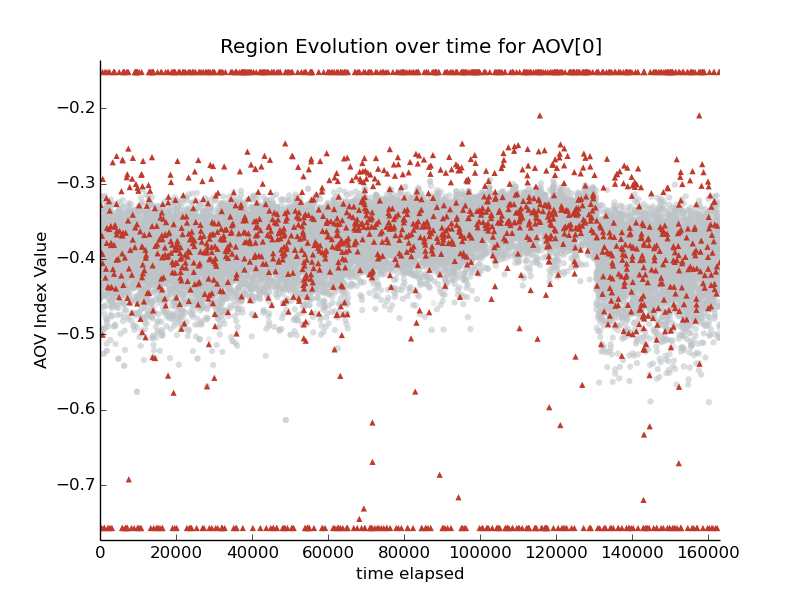 Region Evolution over time for AOV[0]
AOV Index Value
−0.2
−0.3
−0.4
−0.5
−0.6
−0.7
0 20000 40000 60000 80000 100000 120000 140000 160000
time elapsed